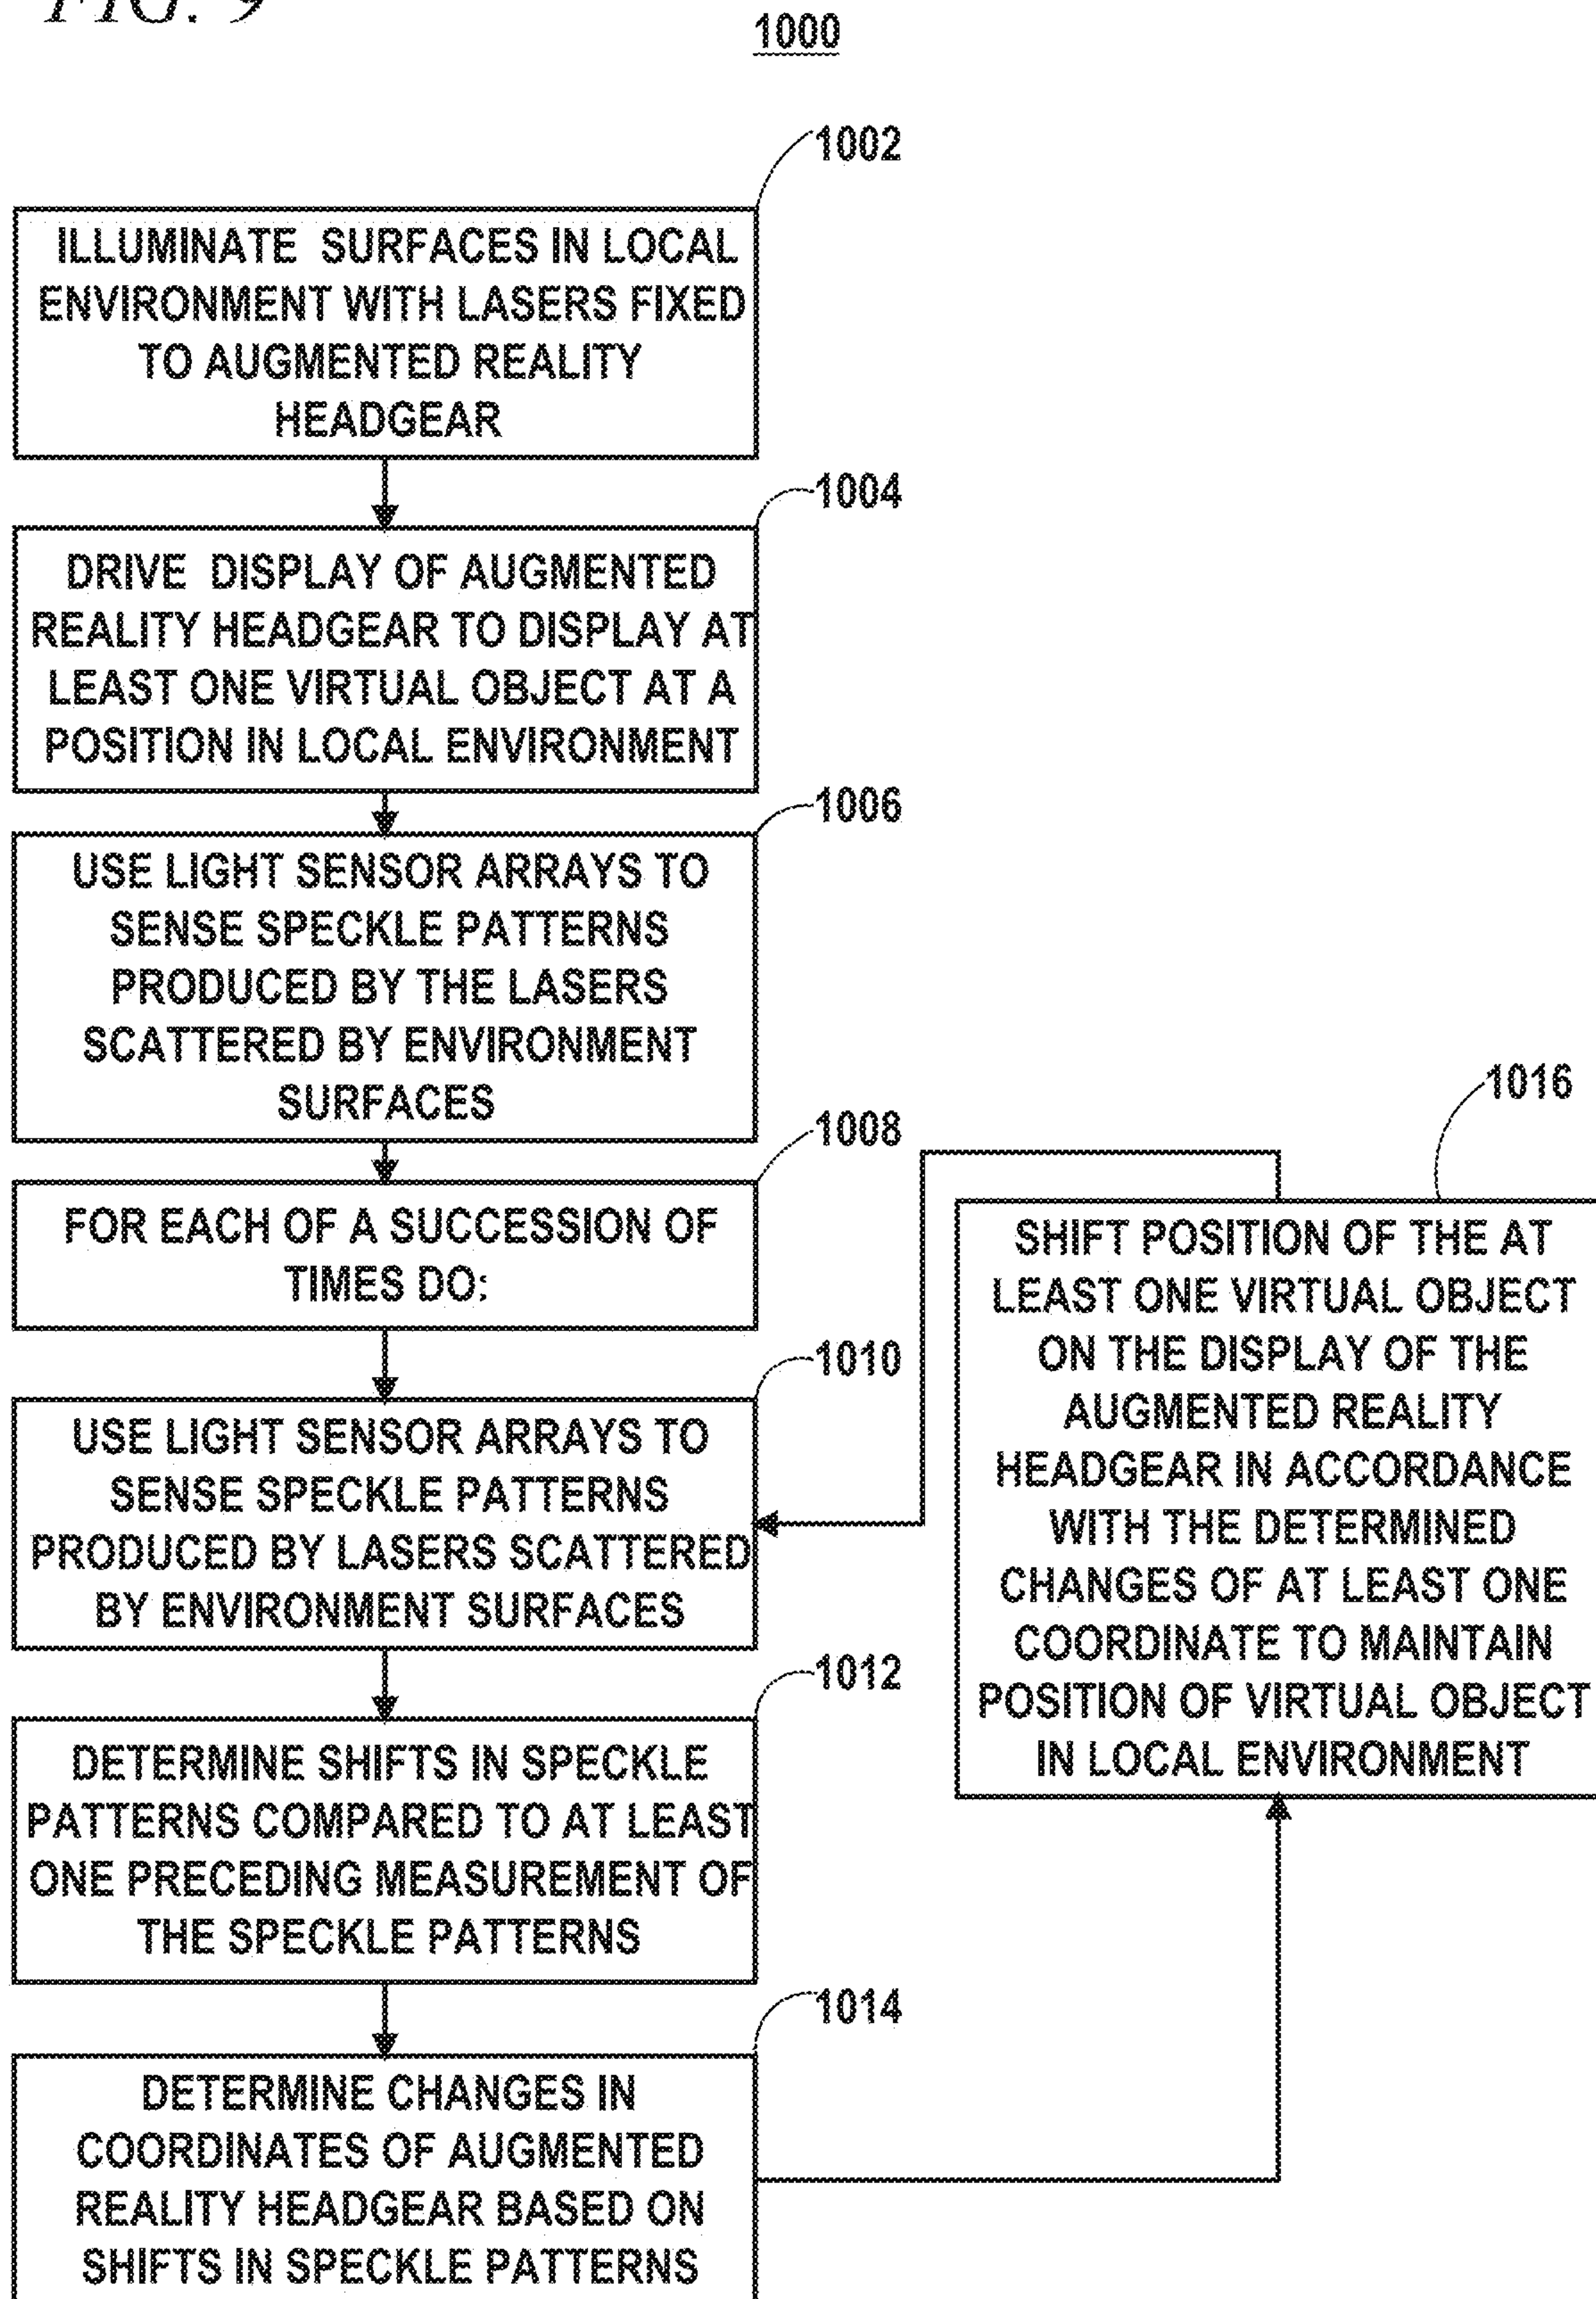 FIG. 9
1000
1002
ILLUMINATE SURFACES IN LOCAL
ENVIRONMENT WITH LASERS FIXED
TO AUGMENTED REALITY
HEADGEAR
1004
DRIVE DISPLAY OF AUGMENTED
REALITY HEADGEAR TO DISPLAY AT
LEAST ONE VIRTUAL OBJECT AT A
POSITION IN LOCAL ENVIRONMENT
1006
USE LIGHT SENSOR ARRAYS TO
SENSE SPECKLE PATTERNS
PRODUCED BY THE LASERS
SCATTERED BY ENVIRONMENT
SURFACES
1008
FOR EACH OF A SUCCESSION OF
TIMES DO:
1010
USE LIGHT SENSOR ARRAYS TO
SENSE SPECKLE PATTERNS
PRODUCED BY LASERS SCATTERED
BY ENVIRONMENT SURFACES
1012
DETERMINE SHIFTS IN SPECKLE
PATTERNS COMPARED TO AT LEAST
ONE PRECEDING MEASUREMENT OF
THE SPECKLE PATTERNS
1014
DETERMINE CHANGES IN
COORDINATES OF AUGMENTED
REALITY HEADGEAR BASED ON
SHIFTS IN SPECKLE PATTERNS
1016
SHIFT POSITION OF THE AT
LEAST ONE VIRTUAL OBJECT
ON THE DISPLAY OF THE
AUGMENTED REALITY
HEADGEAR IN ACCORDANCE
WITH THE DETERMINED
CHANGES OF AT LEAST ONE
COORDINATE TO MAINTAIN
POSITION OF VIRTUAL OBJECT
IN LOCAL ENVIRONMENT